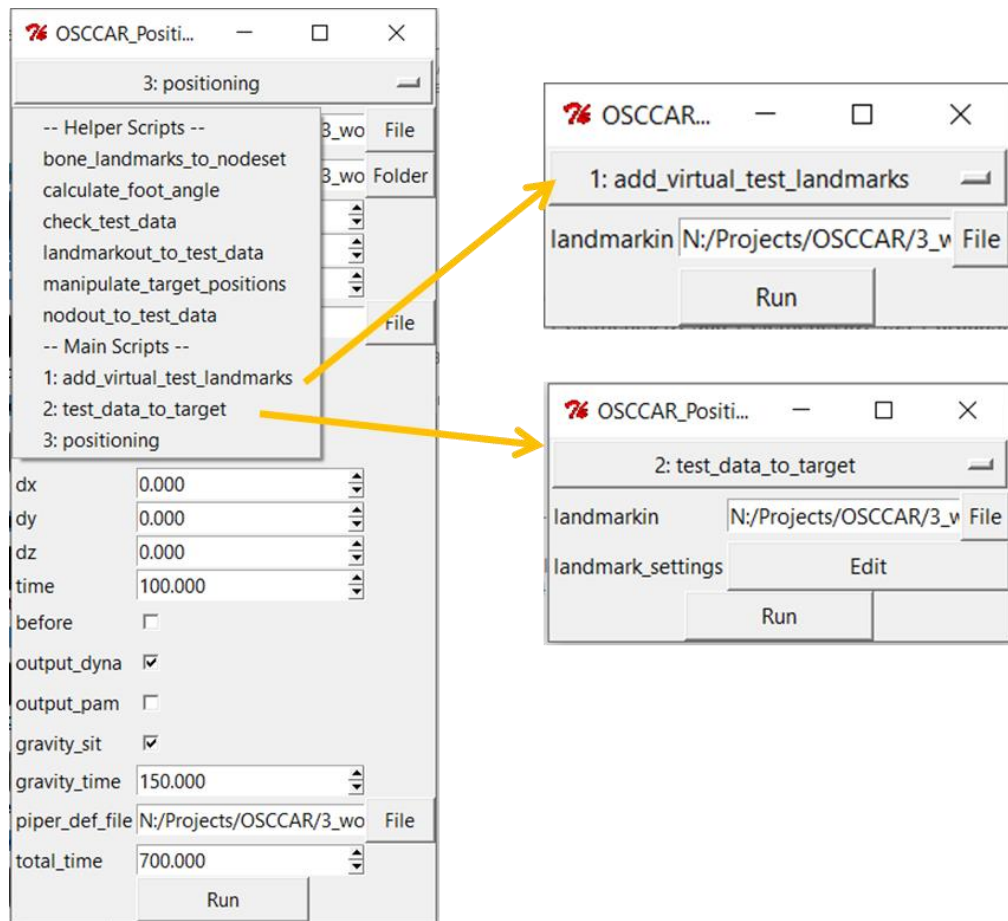 OSCCAR_Positi...
3: positioning
-- Helper Scripts --
bone_landmarks_to_nodeset
calculate_foot_angle
check_test_data
landmarkout_to_test_data
manipulate_target_positions
nodout_to_test_data
-- Main Scripts --
1: add_virtual_test_landmarks
2: test_data_to_target
3: positioning
3_wo File
3_wo Folder
File
dx 0.000
dy 0.000
dz 0.000
time 100.000
before
output_dyna
output_pam
gravity_sit
gravity_time 150.000
piper_def_file N:/Projects/OSCCAR/3_wo File
total_time 700.000
Run
OSCCAR...
1: add_virtual_test_landmarks
landmarkin N:/Projects/OSCCAR/3_w File
Run
OSCCAR_Positi...
2: test_data_to_target
landmarkin N:/Projects/OSCCAR/3_w File
landmark_settings Edit
Run